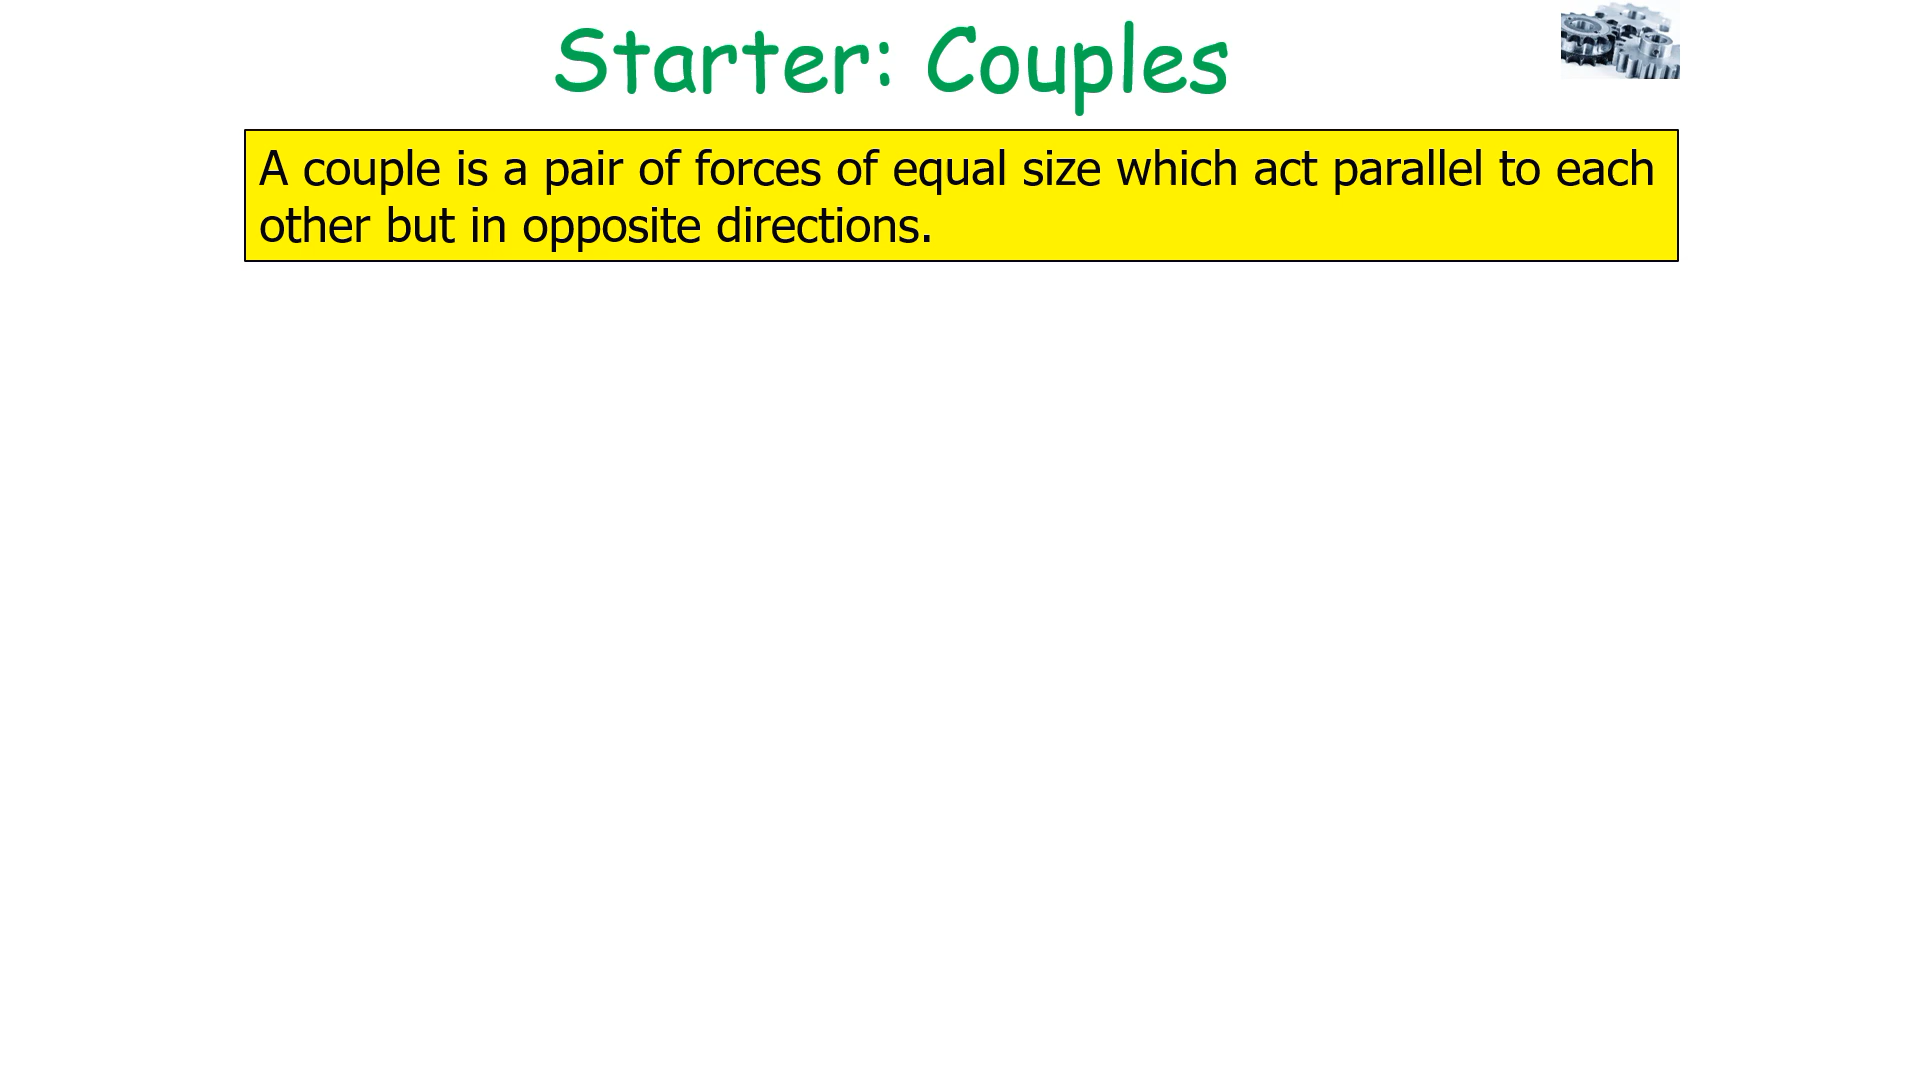 Starter: Couples
A couple is a pair of forces of equal size which act parallel to each
other but in opposite directions.